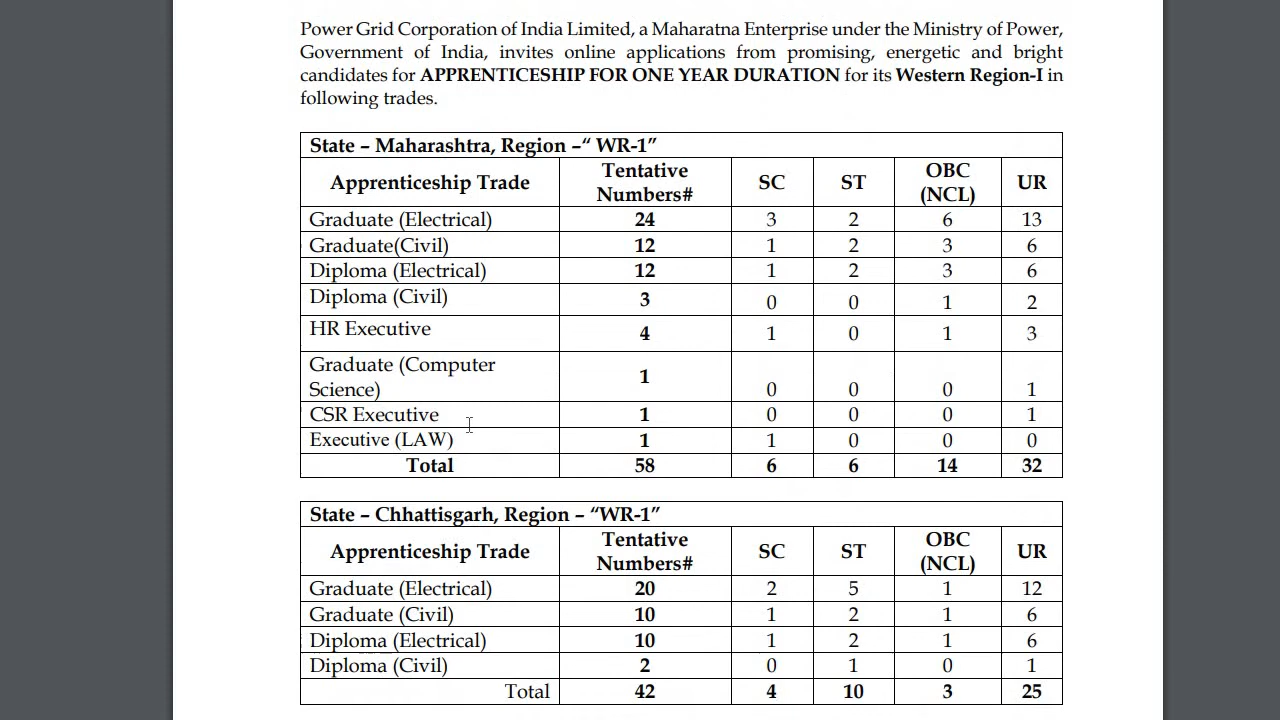 Power Grid Corporation of India Limited, a Maharatna Enterprise under the Ministry of Power,
Government of India, invites online applications from promising, energetic and bright
candidates for APPRENTICESHIP FOR ONE YEAR DURATION for its Western Region-I in
following trades.
State – Maharashtra, Region –“ WR-1”
Apprenticeship Trade Tentative Numbers# SC ST OBC (NCL) UR
Graduate (Electrical) 24 3 2 6 13
Graduate(Civil) 12 1 2 3 6
Diploma (Electrical) 12 1 2 3 6
Diploma (Civil) 3 0 0 1 2
HR Executive 4 1 0 1 3
Graduate (Computer Science) 1 0 0 0 1
CSR Executive 1 0 0 0 1
Executive (LAW) 1 1 0 0 0
Total 58 6 6 14 32
State – Chhattisgarh, Region – “WR-1”
Apprenticeship Trade Tentative Numbers# SC ST OBC (NCL) UR
Graduate (Electrical) 20 2 5 1 12
Graduate (Civil) 10 1 2 1 6
Diploma (Electrical) 10 1 2 1 6
Diploma (Civil) 2 0 1 0 1
Total 42 4 10 3 25